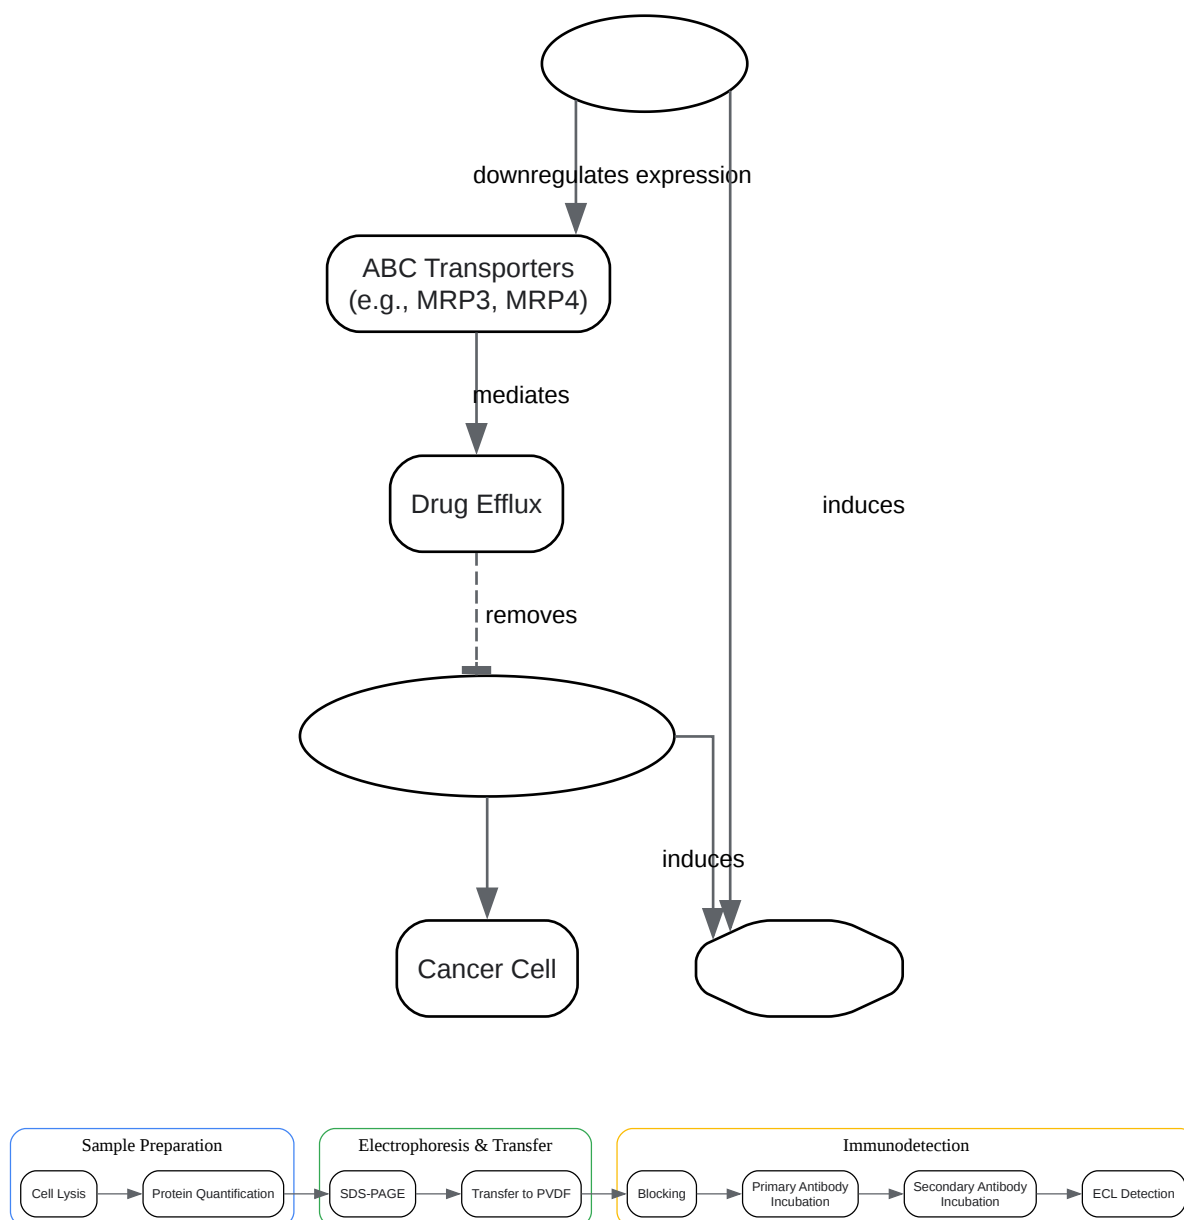 downregulates expression
ABC Transporters
(e.g., MRP3, MRP4)
mediates
Drug Efflux
induces
removes
induces
Cancer Cell
Sample Preparation
Cell Lysis
Protein Quantification
Electrophoresis & Transfer
SDS-PAGE
Transfer to PVDF
Immunodetection
Blocking
Primary Antibody
Incubation
Secondary Antibody
Incubation
ECL Detection